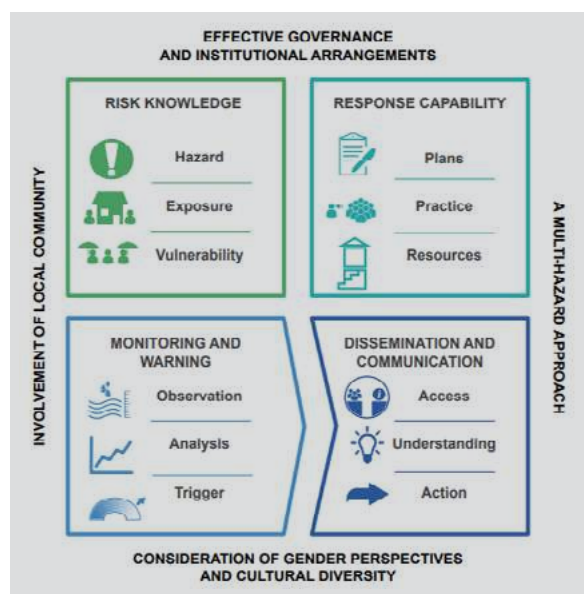 EFFECTIVE GOVERNANCE
AND INSTITUTIONAL ARRANGEMENTS
INVOLVEMENT OF LOCAL COMMUNITY
RISK KNOWLEDGE
Hazard
Exposure
Vulnerability
RESPONSE CAPABILITY
Plans
Practice
Resources
A MULTI-HAZARD APPROACH
MONITORING AND
WARNING
Observation
Analysis
Trigger
DISSEMINATION AND
COMMUNICATION
Access
Understanding
Action
CONSIDERATION OF GENDER PERSPECTIVES
AND CULTURAL DIVERSITY